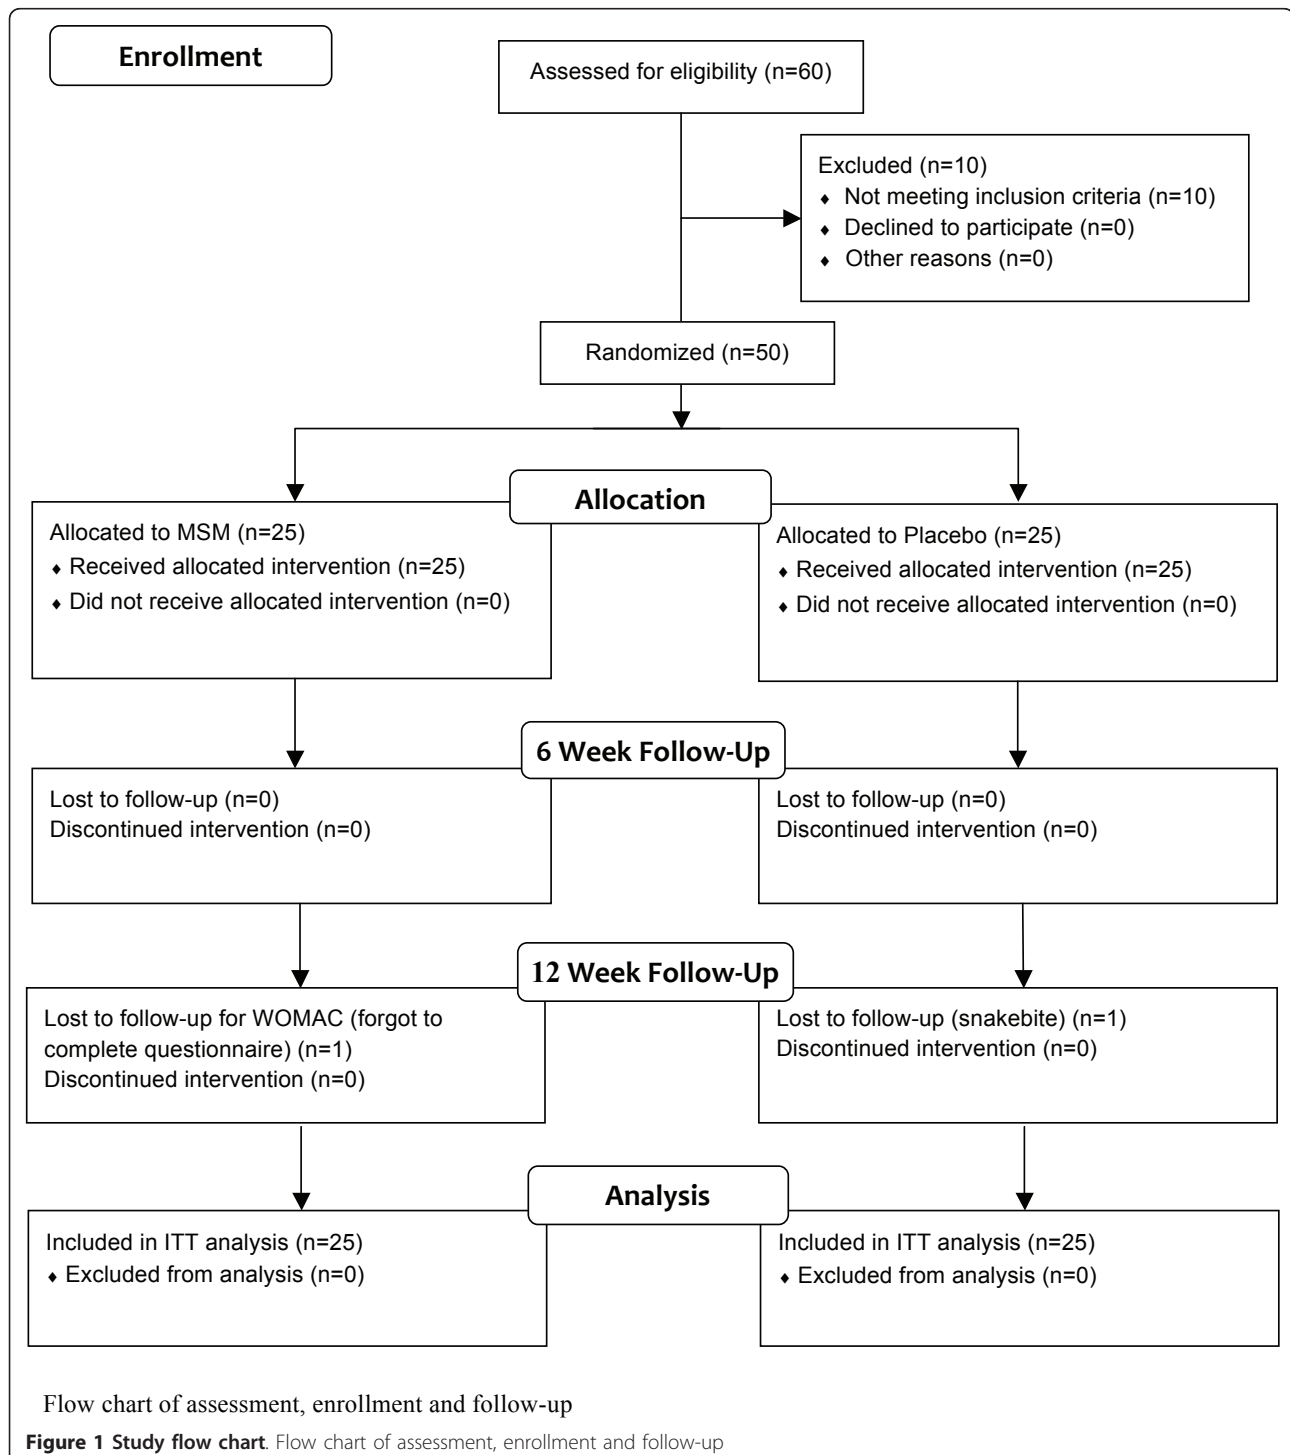 Enrollment
Assessed for eligibility (n=60)
Excluded (n=10)
♦ Not meeting inclusion criteria (n=10)
♦ Declined to participate (n=0)
♦ Other reasons (n=0)
Randomized (n=50)
Allocation
Allocated to MSM (n=25)
♦ Received allocated intervention (n=25)
♦ Did not receive allocated intervention (n=0)
Allocated to Placebo (n=25)
♦ Received allocated intervention (n=25)
♦ Did not receive allocated intervention (n=0)
6 Week Follow-Up
Lost to follow-up (n=0)
Discontinued intervention (n=0)
Lost to follow-up (n=0)
Discontinued intervention (n=0)
12 Week Follow-Up
Lost to follow-up for WOMAC (forgot to
complete questionnaire) (n=1)
Discontinued intervention (n=0)
Lost to follow-up (snakebite) (n=1)
Discontinued intervention (n=0)
Analysis
Included in ITT analysis (n=25)
♦ Excluded from analysis (n=0)
Included in ITT analysis (n=25)
♦ Excluded from analysis (n=0)
Flow chart of assessment, enrollment and follow-up
Figure 1 Study flow chart. Flow chart of assessment, enrollment and follow-up